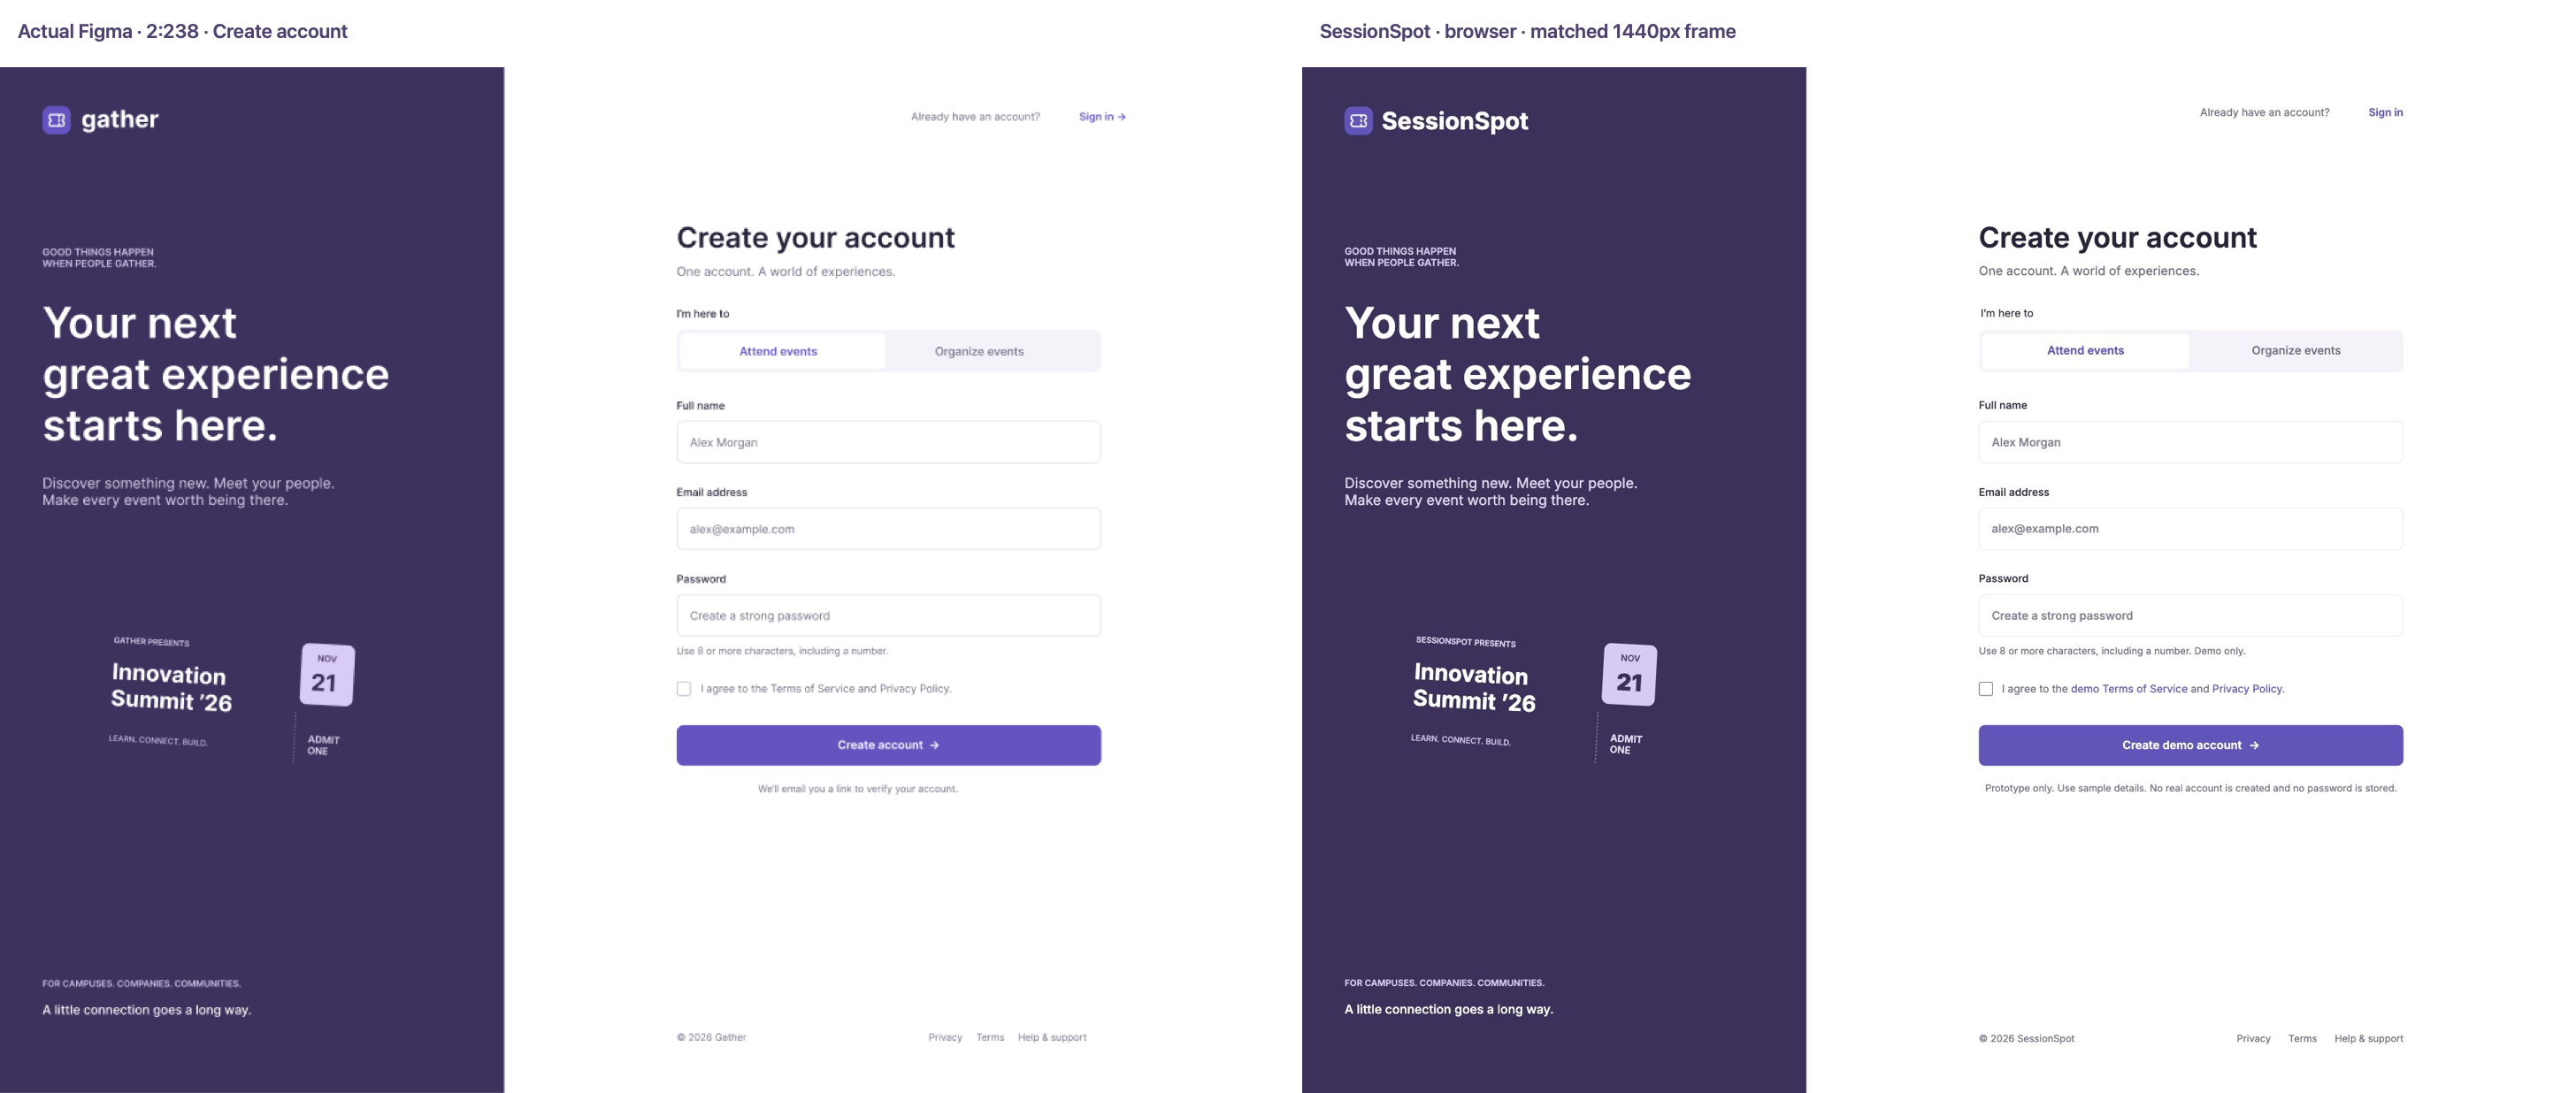 Actual Figma · 2:238 · Create account
gather
Already have an account?
Sign in →
GOOD THINGS HAPPEN
WHEN PEOPLE GATHER.
Your next
great experience
starts here.
Discover something new. Meet your people.
Make every event worth being there.
GATHER PRESENTS
Innovation
Summit ’26
LEARN. CONNECT. BUILD.
NOV
21
ADMIT
ONE
FOR CAMPUSES. COMPANIES. COMMUNITIES.
A little connection goes a long way.
Create your account
One account. A world of experiences.
I'm here to
Attend events
Organize events
Full name
Alex Morgan
Email address
alex@example.com
Password
Create a strong password
Use 8 or more characters, including a number.
I agree to the Terms of Service and Privacy Policy.
Create account →
We'll email you a link to verify your account.
© 2026 Gather
Privacy
Terms
Help & support
SessionSpot · browser · matched 1440px frame
SessionSpot
Already have an account?
Sign in
GOOD THINGS HAPPEN
WHEN PEOPLE GATHER.
Your next
great experience
starts here.
Discover something new. Meet your people.
Make every event worth being there.
SESSIONSPOT PRESENTS
Innovation
Summit ’26
LEARN. CONNECT. BUILD.
NOV
21
ADMIT
ONE
FOR CAMPUSES. COMPANIES. COMMUNITIES.
A little connection goes a long way.
Create your account
One account. A world of experiences.
I’m here to
Attend events
Organize events
Full name
Alex Morgan
Email address
alex@example.com
Password
Create a strong password
Use 8 or more characters, including a number. Demo only.
I agree to the demo Terms of Service and Privacy Policy.
Create demo account →
Prototype only. Use sample details. No real account is created and no password is stored.
© 2026 SessionSpot
Privacy
Terms
Help & support